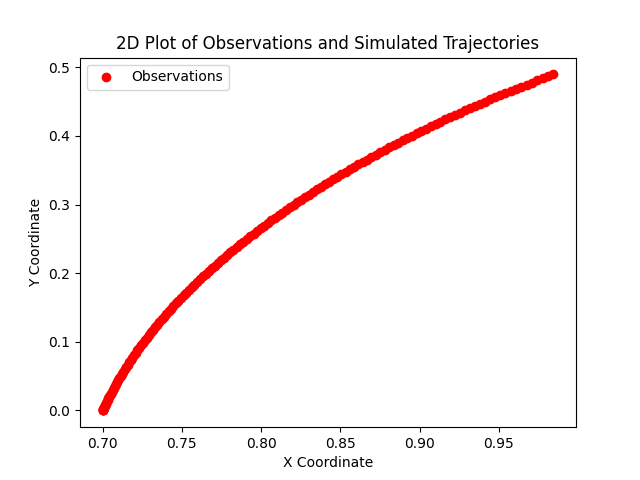 2D Plot of Observations and Simulated Trajectories
Observations
0.5
0.4
0.3
0.2
0.1
0.0
Y Coordinate
0.70 0.75 0.80 0.85 0.90 0.95
X Coordinate